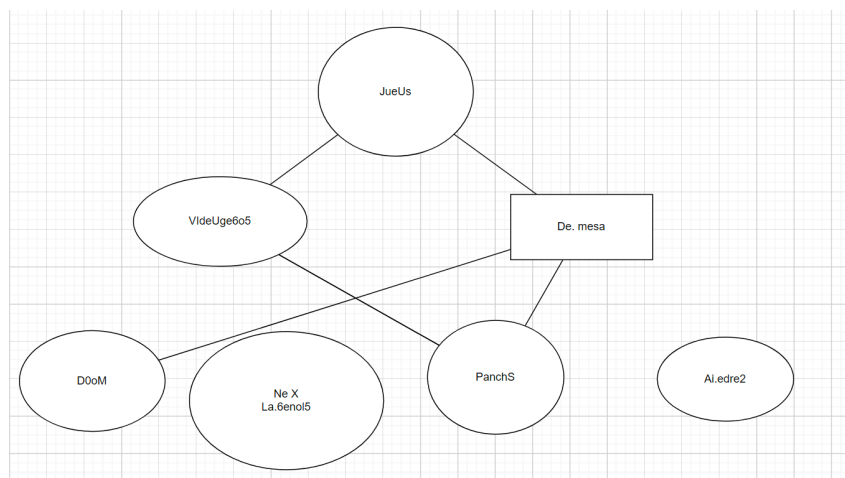 JueUs
VIdeUge6o5
De. mesa
D0oM
Ne X
La.6enol5
PanchS
Ai.edre2